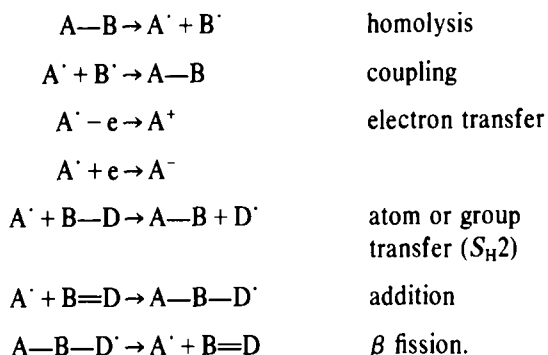 A—B→A˙+B˙ homolysis
A˙+B˙→A—B coupling
A˙−e→A⁺ electron transfer
A˙+e→A⁻
A˙+B—D→A—B+D˙ atom or group
transfer (S_H2)
A˙+B=D→A—B—D˙ addition
A—B—D˙→A˙+B=D β fission.